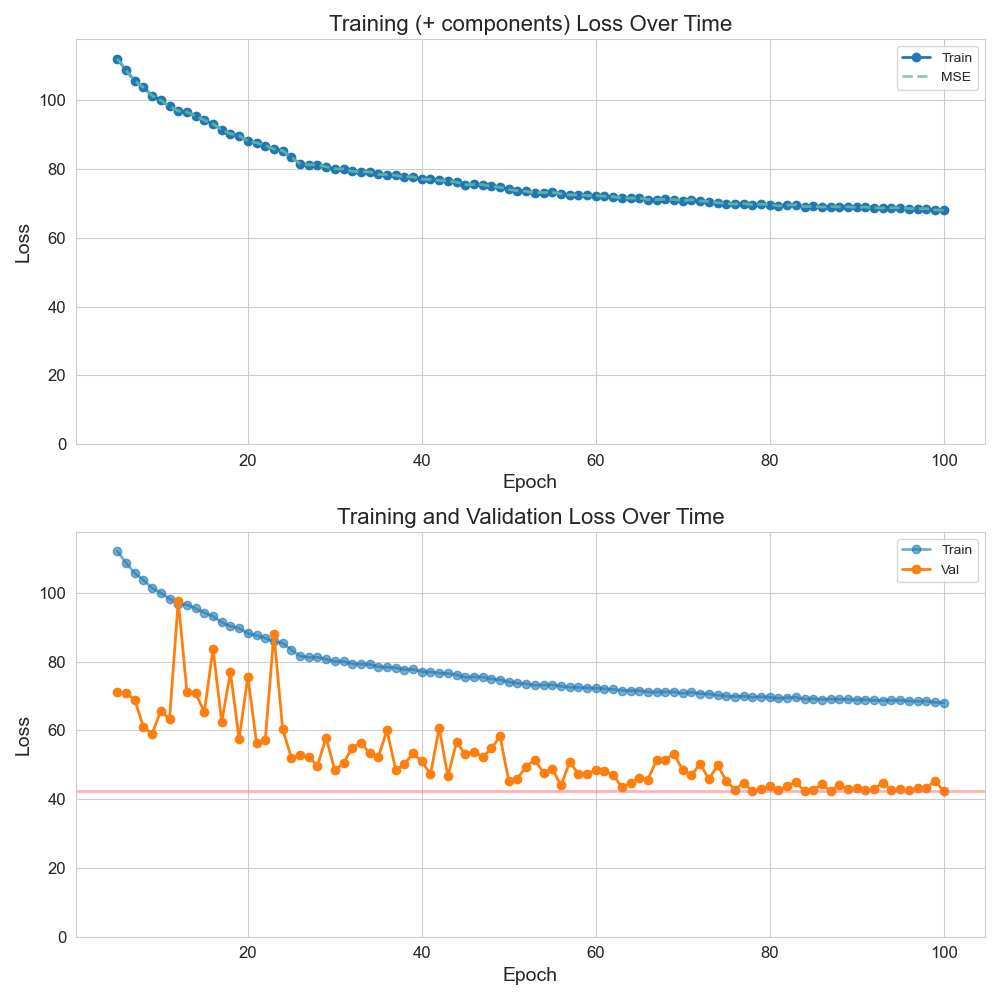 Training (+ components) Loss Over Time
Train
MSE
Loss
100
80
60
40
20
0
20 40 60 80 100
Epoch
Training and Validation Loss Over Time
Train
Val
Loss
100
80
60
40
20
0
20 40 60 80 100
Epoch